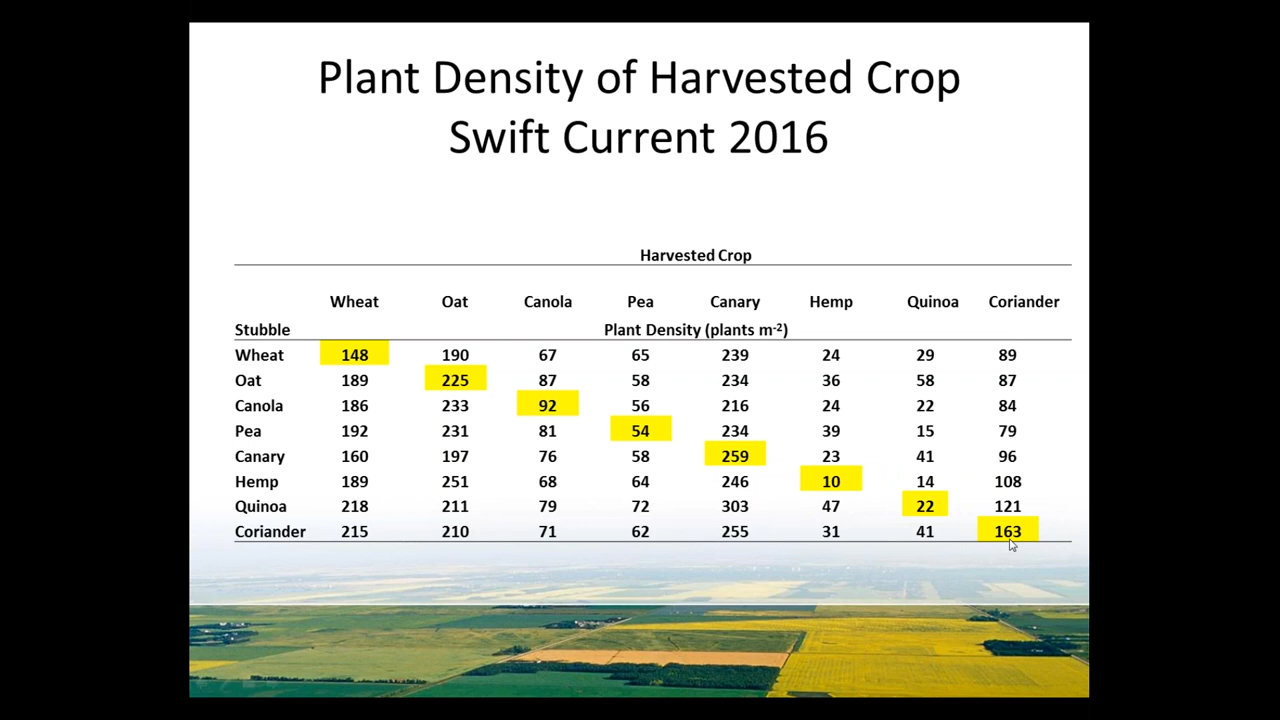 Plant Density of Harvested Crop
Swift Current 2016
Harvested Crop
Wheat Oat Canola Pea Canary Hemp Quinoa Coriander
Stubble Plant Density (plants m-2)
Wheat 148 190 67 65 239 24 29 89
Oat 189 225 87 58 234 36 58 87
Canola 186 233 92 56 216 24 22 84
Pea 192 231 81 54 234 39 15 79
Canary 160 197 76 58 259 23 41 96
Hemp 189 251 68 64 246 10 14 108
Quinoa 218 211 79 72 303 47 22 121
Coriander 215 210 71 62 255 31 41 163